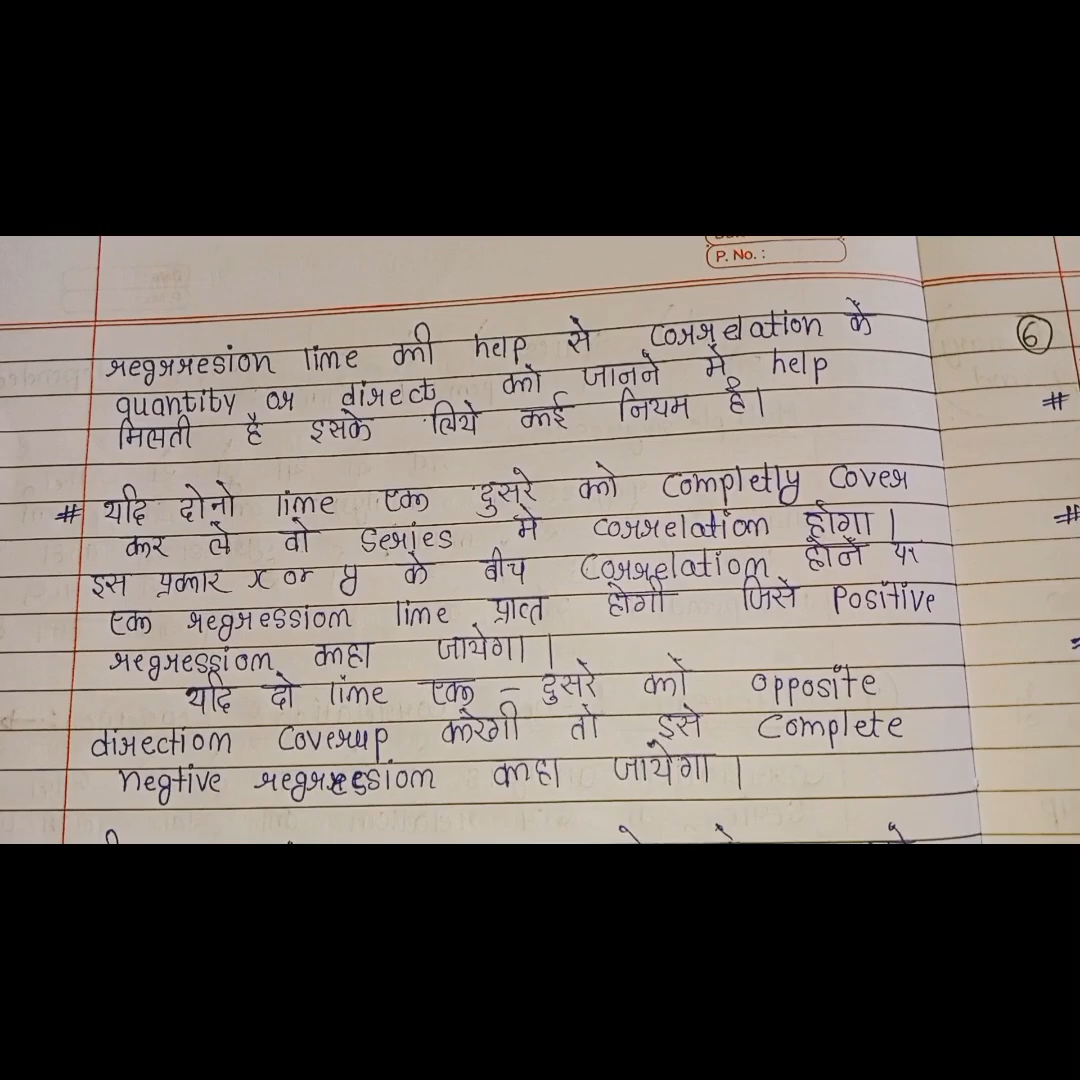 P. No. :
regrresion line की help से correlation के
quantity or direct को जानने में help
मिलती है इसके लिये कई नियम है।
# यदि दोनो line एक दुसरे को completly cover
कर ले वो series मे correlation होगा।
इस प्रकार x or y के बीच correlation होने पर
एक regression line प्राप्त होगी जिसे positive
regression कहा जायेगा।
यदि दो line एक - दुसरे को opposite
direction coverup करेगी तो इसे complete
negtive regression कहा जायेगा।
6
#
#